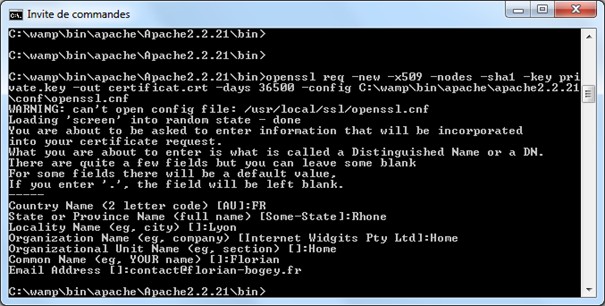 Invite de commandes
C:\wamp\bin\apache\Apache2.2.21\bin>
C:\wamp\bin\apache\Apache2.2.21\bin>
C:\wamp\bin\apache\Apache2.2.21\bin>openssl req -new -x509 -nodes -sha1 -key pri
vate.key -out certificat.crt -days 36500 -config C:\wamp\bin\apache\apache2.2.21
\conf\openssl.cnf
WARNING: can't open config file: /usr/local/ssl/openssl.cnf
Loading 'screen' into random state - done
You are about to be asked to enter information that will be incorporated
into your certificate request.
What you are about to enter is what is called a Distinguished Name or a DN.
There are quite a few fields but you can leave some blank
For some fields there will be a default value,
If you enter '.', the field will be left blank.
-----
Country Name (2 letter code) [AU]:FR
State or Province Name (full name) [Some-State]:Rhone
Locality Name (eg, city) []:Lyon
Organization Name (eg, company) [Internet Widgits Pty Ltd]:Home
Organizational Unit Name (eg, section) []:Home
Common Name (eg, YOUR name) []:Florian
Email Address []:contact@florian-bogey.fr
C:\wamp\bin\apache\Apache2.2.21\bin>